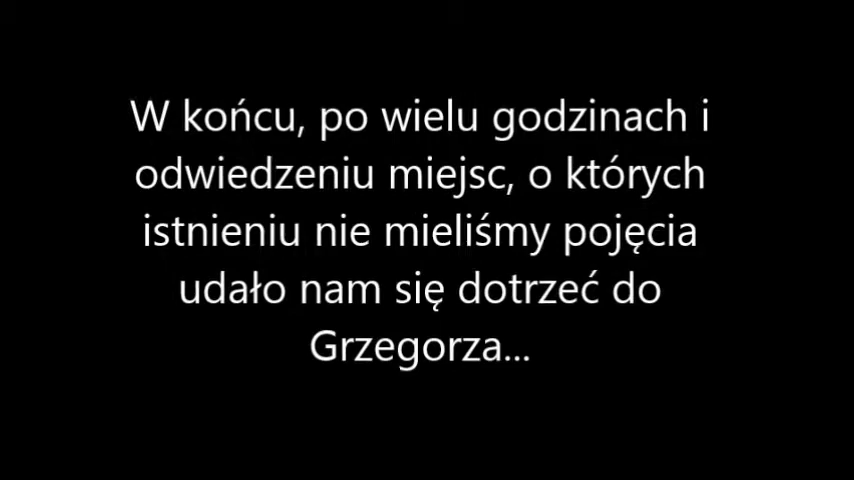 W końcu, po wielu godzinach i
odwiedzeniu miejsc, o których
istnieniu nie mieliśmy pojęcia
udało nam się dotrzeć do
Grzegorza...